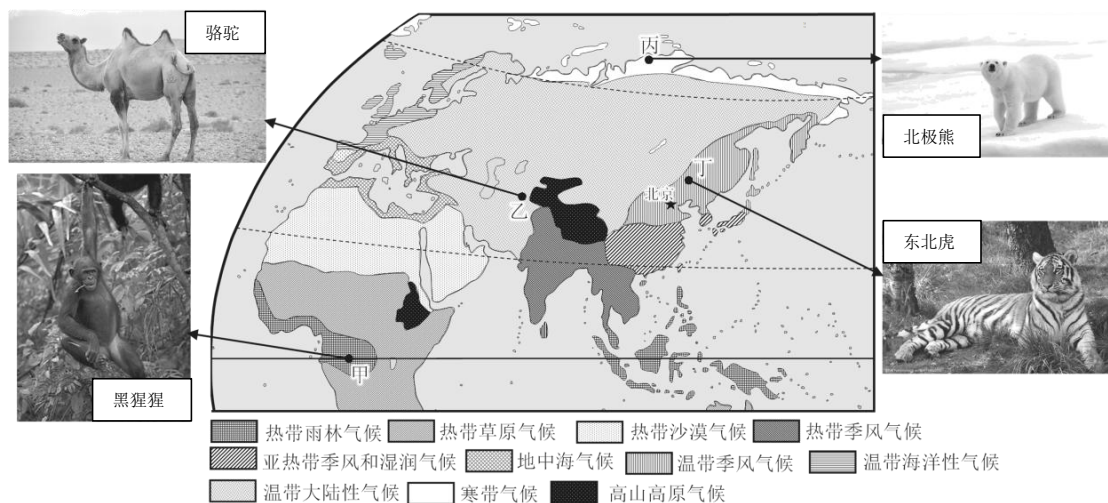 骆驼
丙
北极熊
丁
北京
乙
东北虎
甲
黑猩猩
热带雨林气候 热带草原气候 热带沙漠气候 热带季风气候
亚热带季风和湿润气候 地中海气候 温带季风气候 温带海洋性气候
温带大陆性气候 寒带气候 高山高原气候